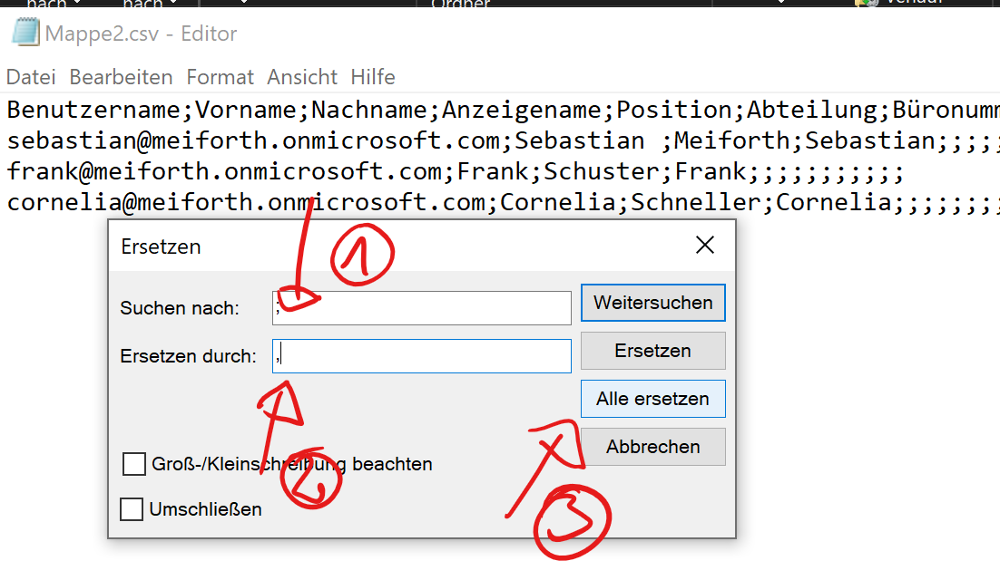 nach nach Ordner Verlauf
Mappe2.csv - Editor
Datei Bearbeiten Format Ansicht Hilfe
Benutzername;Vorname;Nachname;Anzeigename;Position;Abteilung;Büronumm
sebastian@meiforth.onmicrosoft.com;Sebastian ;Meiforth;Sebastian;;;;;
frank@meiforth.onmicrosoft.com;Frank;Schuster;Frank;;;;;;;;;;;
cornelia@meiforth.onmicrosoft.com;Cornelia;Schneller;Cornelia;;;;;;;;
Ersetzen
1
Suchen nach: ; Weitersuchen
Ersetzen durch: , Ersetzen
Alle ersetzen
Abbrechen
Groß-/Kleinschreibung beachten
2
Umschließen
3